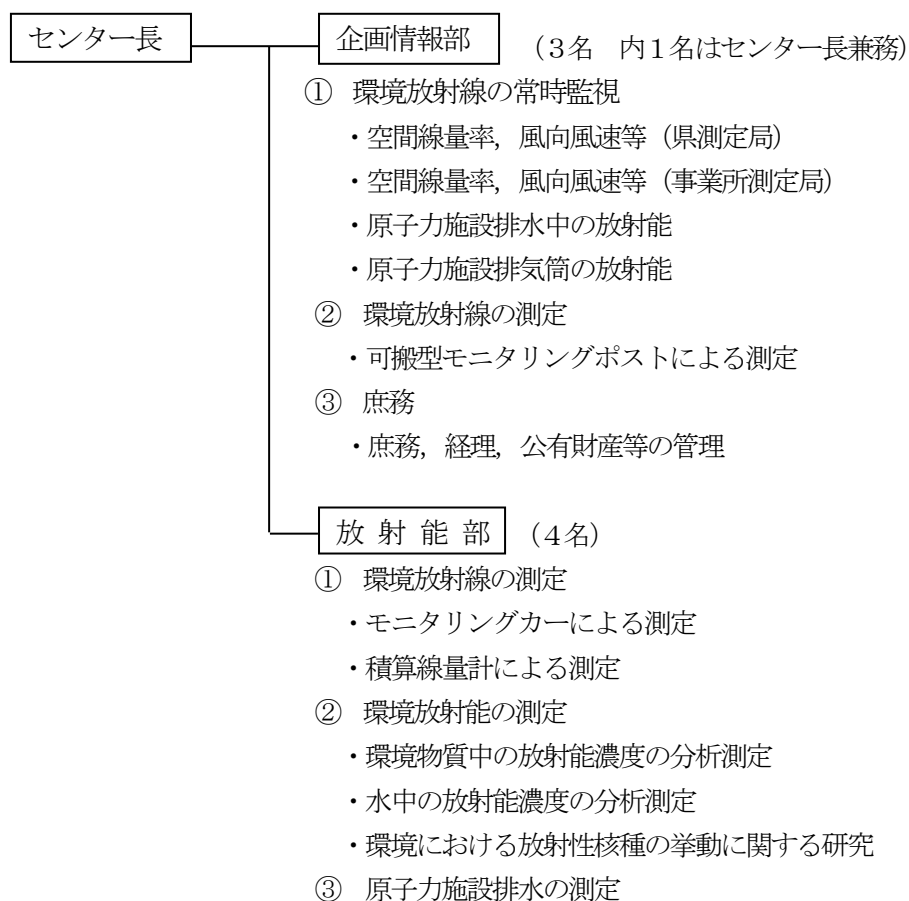 センター長
企画情報部 (3名 内1名はセンター長兼務)
① 環境放射線の常時監視
・空間線量率，風向風速等（県測定局）
・空間線量率，風向風速等（事業所測定局）
・原子力施設排水中の放射能
・原子力施設排気筒の放射能
② 環境放射線の測定
・可搬型モニタリングポストによる測定
③ 庶務
・庶務，経理，公有財産等の管理
放 射 能 部 （４名）
① 環境放射線の測定
・モニタリングカーによる測定
・積算線量計による測定
② 環境放射能の測定
・環境物質中の放射能濃度の分析測定
・水中の放射能濃度の分析測定
・環境における放射性核種の挙動に関する研究
③ 原子力施設排水の測定